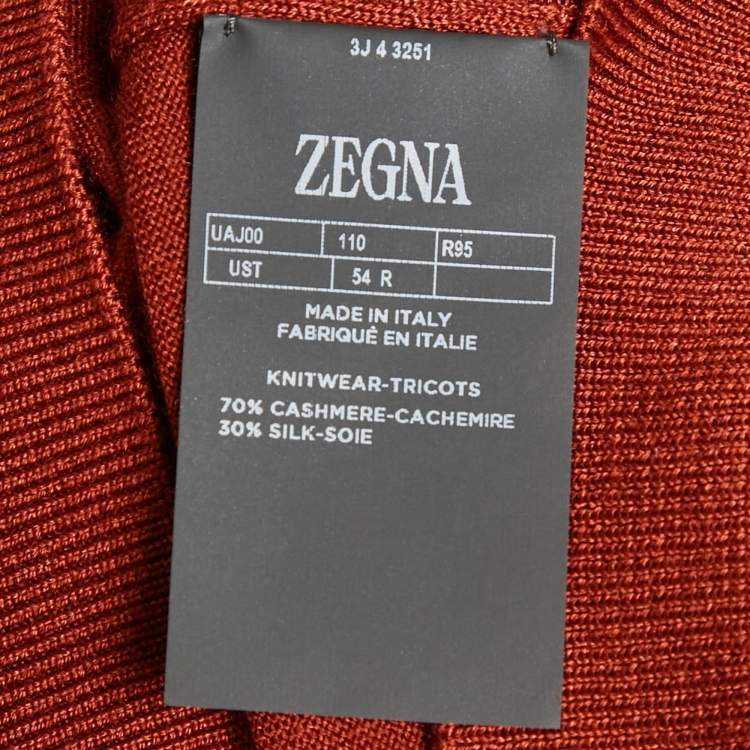 3J 4 3251
ZEGNA
UAJ00 110 R95
UST 54 R
MADE IN ITALY
FABRIQUÉ EN ITALIE
KNITWEAR-TRICOTS
70% CASHMERE-CACHEMIRE
30% SILK-SOIE